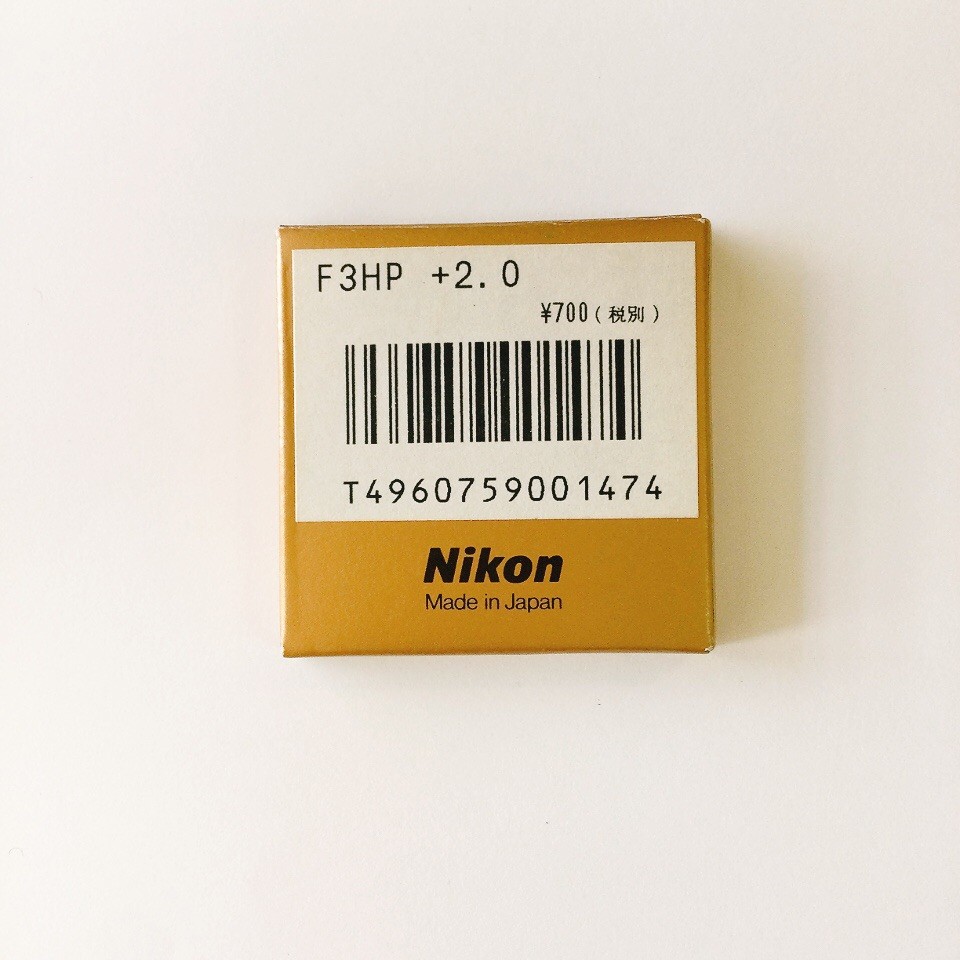 F3HP +2.0
¥700(税別)
T4960759001474
Nikon
Made in Japan